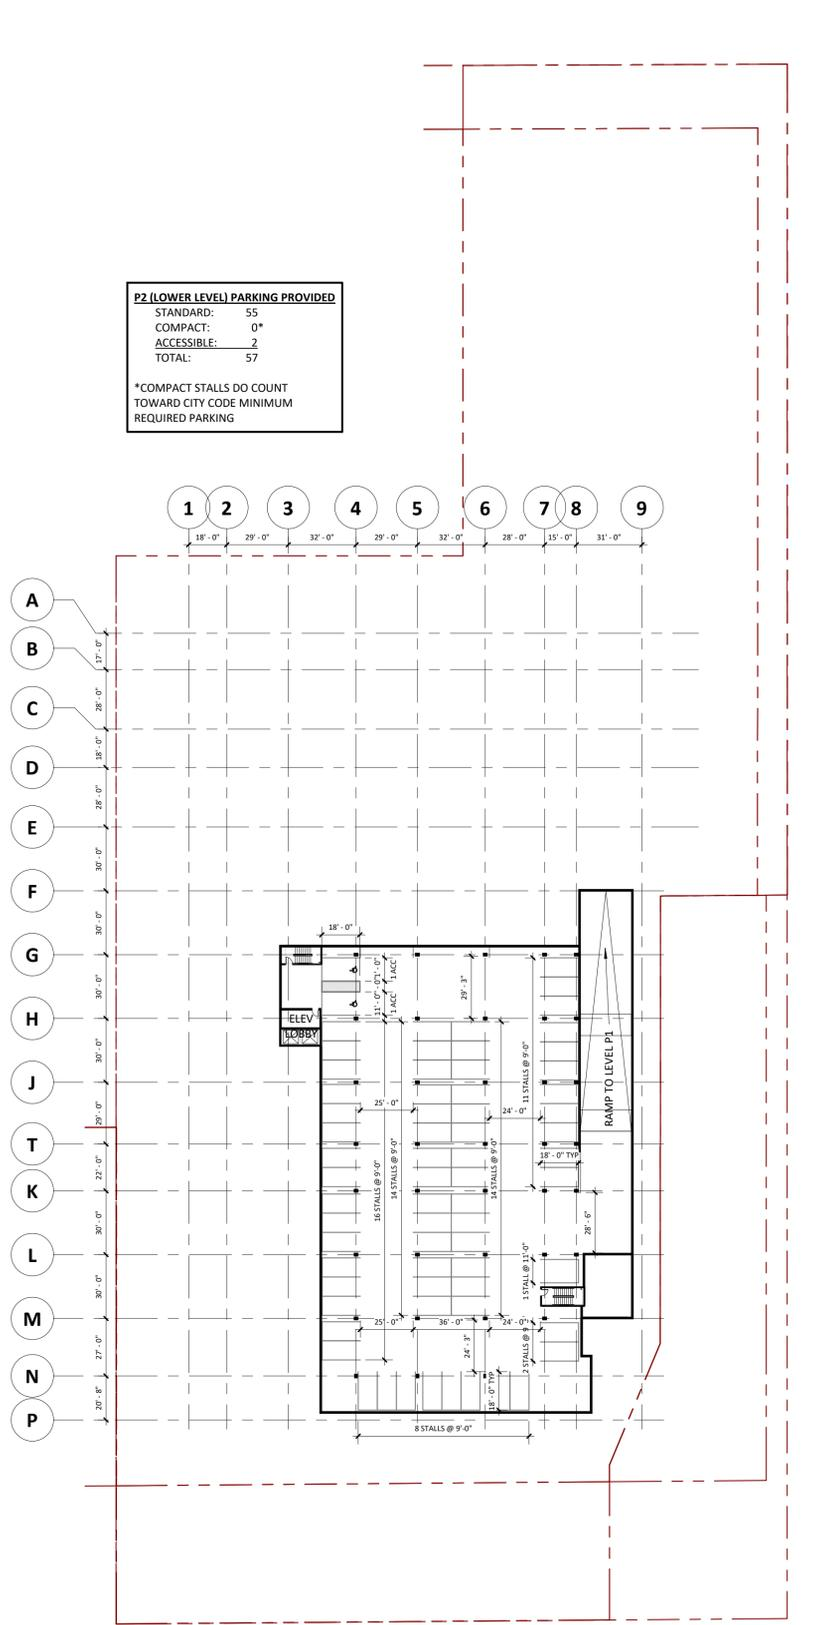 P2 (LOWER LEVEL) PARKING PROVIDED
STANDARD: 55
COMPACT: 0*
ACCESSIBLE: 2
TOTAL: 57
*COMPACT STALLS DO COUNT
TOWARD CITY CODE MINIMUM
REQUIRED PARKING
1 2 3 4 5 6 7 8 9
18' - 0" 29' - 0" 32' - 0" 29' - 0" 32' - 0" 28' - 0" 15' - 0" 31' - 0"
A
17' - 0"
B
28' - 0"
C
18' - 0"
D
28' - 0"
E
30' - 0"
F
30' - 0"
G
30' - 0"
H
30' - 0"
J
29' - 0"
T
22' - 0"
K
30' - 0"
L
30' - 0"
M
27' - 0"
N
20' - 8"
P
18' - 0"
1 ACC
11' - 0"
1 ACC
29' - 3"
ELEV
LOBBY
11 STALLS @ 9'-0"
RAMP TO LEVEL P1
25' - 0"
24' - 0"
18' - 0" TYP
16 STALLS @ 9'-0"
14 STALLS @ 9'-0"
14 STALLS @ 9'-0"
28' - 6"
1 STALL @ 11'-0"
25' - 0" 36' - 0" 24' - 0"
24' - 3"
2 STALLS @ 9
18' - 0" TYP
8 STALLS @ 9'-0"